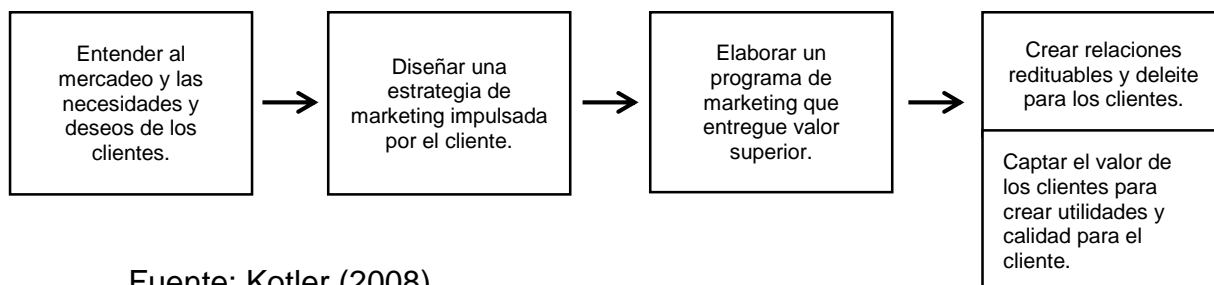 Entender al
mercadeo y las
necesidades y
deseos de los
clientes.
Diseñar una
estrategia de
marketing impulsada
por el cliente.
Elaborar un
programa de
marketing que
entregue valor
superior.
Crear relaciones
redituables y deleite
para los clientes.
Captar el valor de
los clientes para
crear utilidades y
calidad para el
cliente.
Fuente: Kotler (2008)